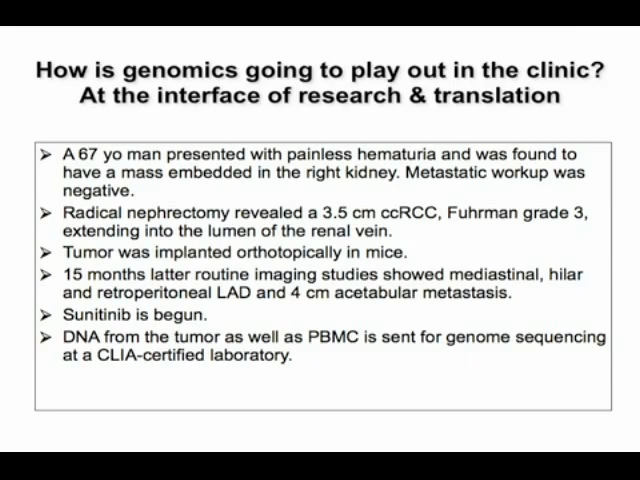 How is genomics going to play out in the clinic?
At the interface of research & translation
➢ A 67 yo man presented with painless hematuria and was found to
have a mass embedded in the right kidney. Metastatic workup was
negative.
➢ Radical nephrectomy revealed a 3.5 cm ccRCC, Fuhrman grade 3,
extending into the lumen of the renal vein.
➢ Tumor was implanted orthotopically in mice.
➢ 15 months latter routine imaging studies showed mediastinal, hilar
and retroperitoneal LAD and 4 cm acetabular metastasis.
➢ Sunitinib is begun.
➢ DNA from the tumor as well as PBMC is sent for genome sequencing
at a CLIA-certified laboratory.